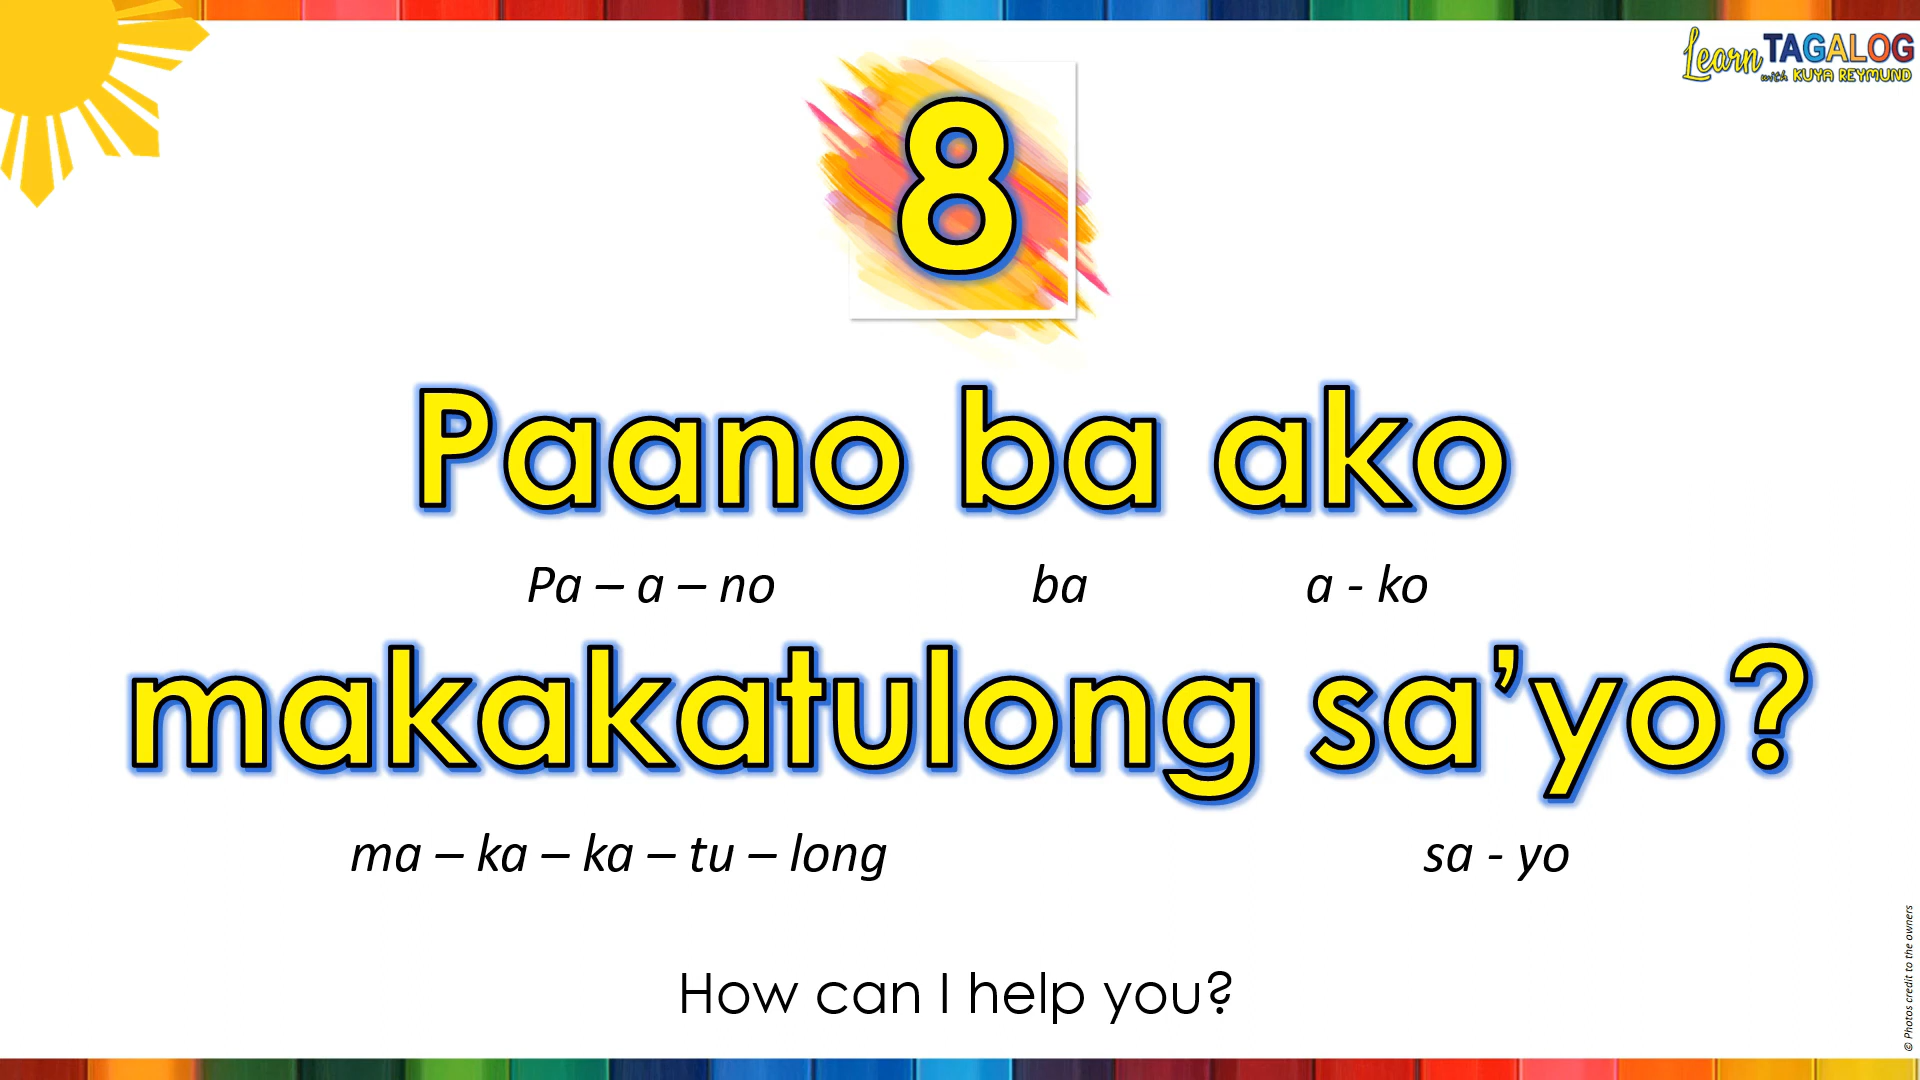 Learn TAGALOG
with KUYA REYMUND
8
Paano ba ako
Pa – a – no ba a - ko
makakatulong sa’yo?
ma – ka – ka – tu – long sa - yo
How can I help you?
© Photos credit to the owners